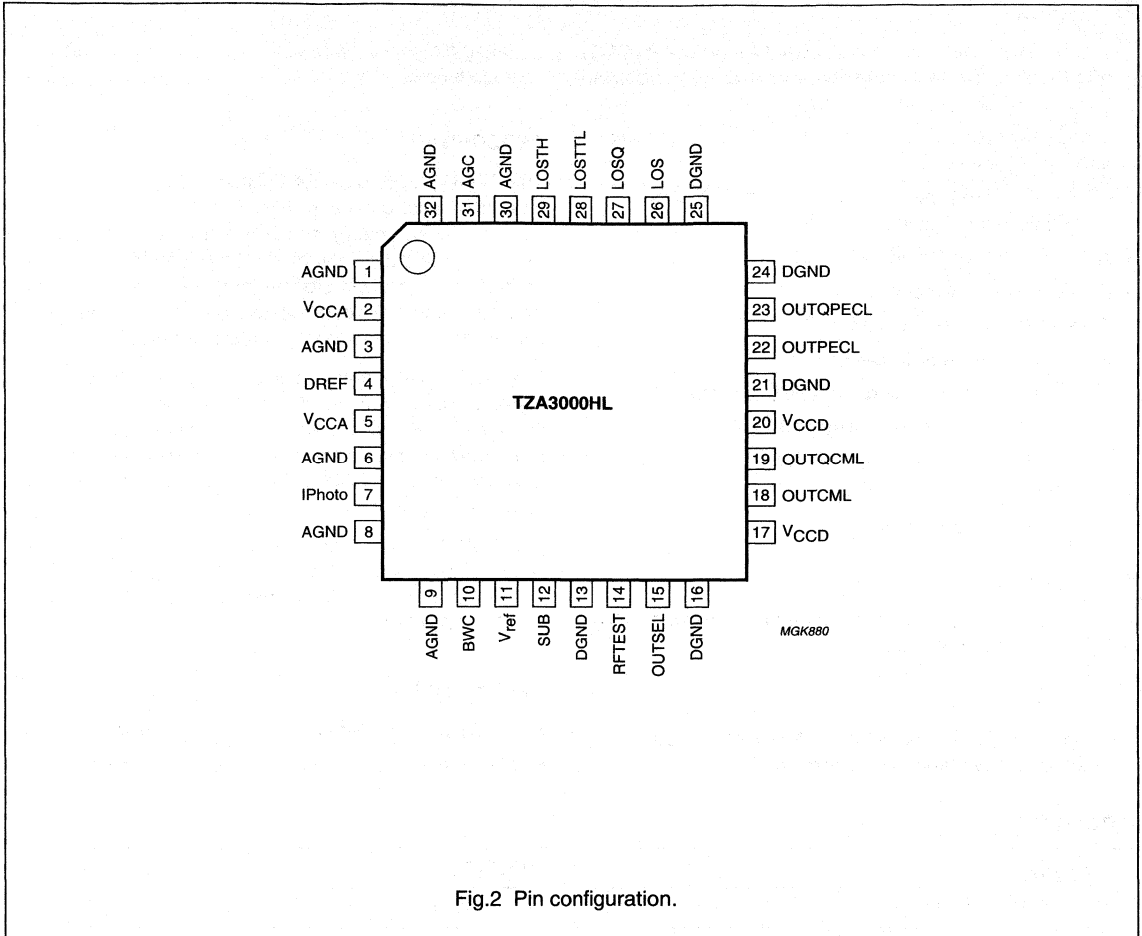 32 AGND
31 AGC
30 AGND
29 LOSTH
28 LOSTTL
27 LOSQ
26 LOS
25 DGND
AGND 1
VCCA 2
AGND 3
DREF 4
VCCA 5
AGND 6
IPhoto 7
AGND 8
24 DGND
23 OUTQPECL
22 OUTPECL
21 DGND
20 VCCD
19 OUTQCML
18 OUTCML
17 VCCD
TZA3000HL
AGND 9
BWC 10
Vref 11
SUB 12
DGND 13
RFTEST 14
OUTSEL 15
DGND 16
MGK880
Fig.2 Pin configuration.